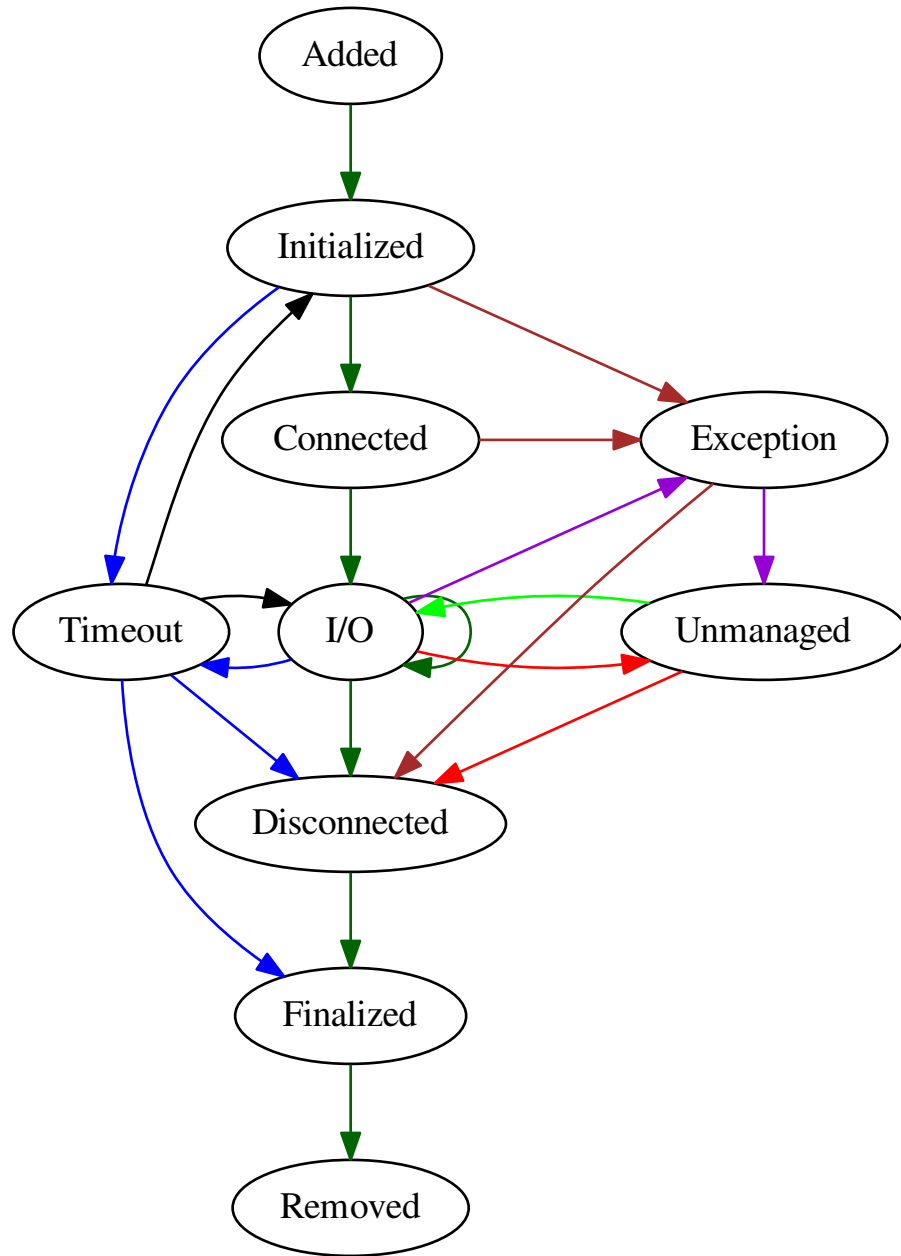 Added
Initialized
Connected
Exception
Timeout
I/O
Unmanaged
Disconnected
Finalized
Removed